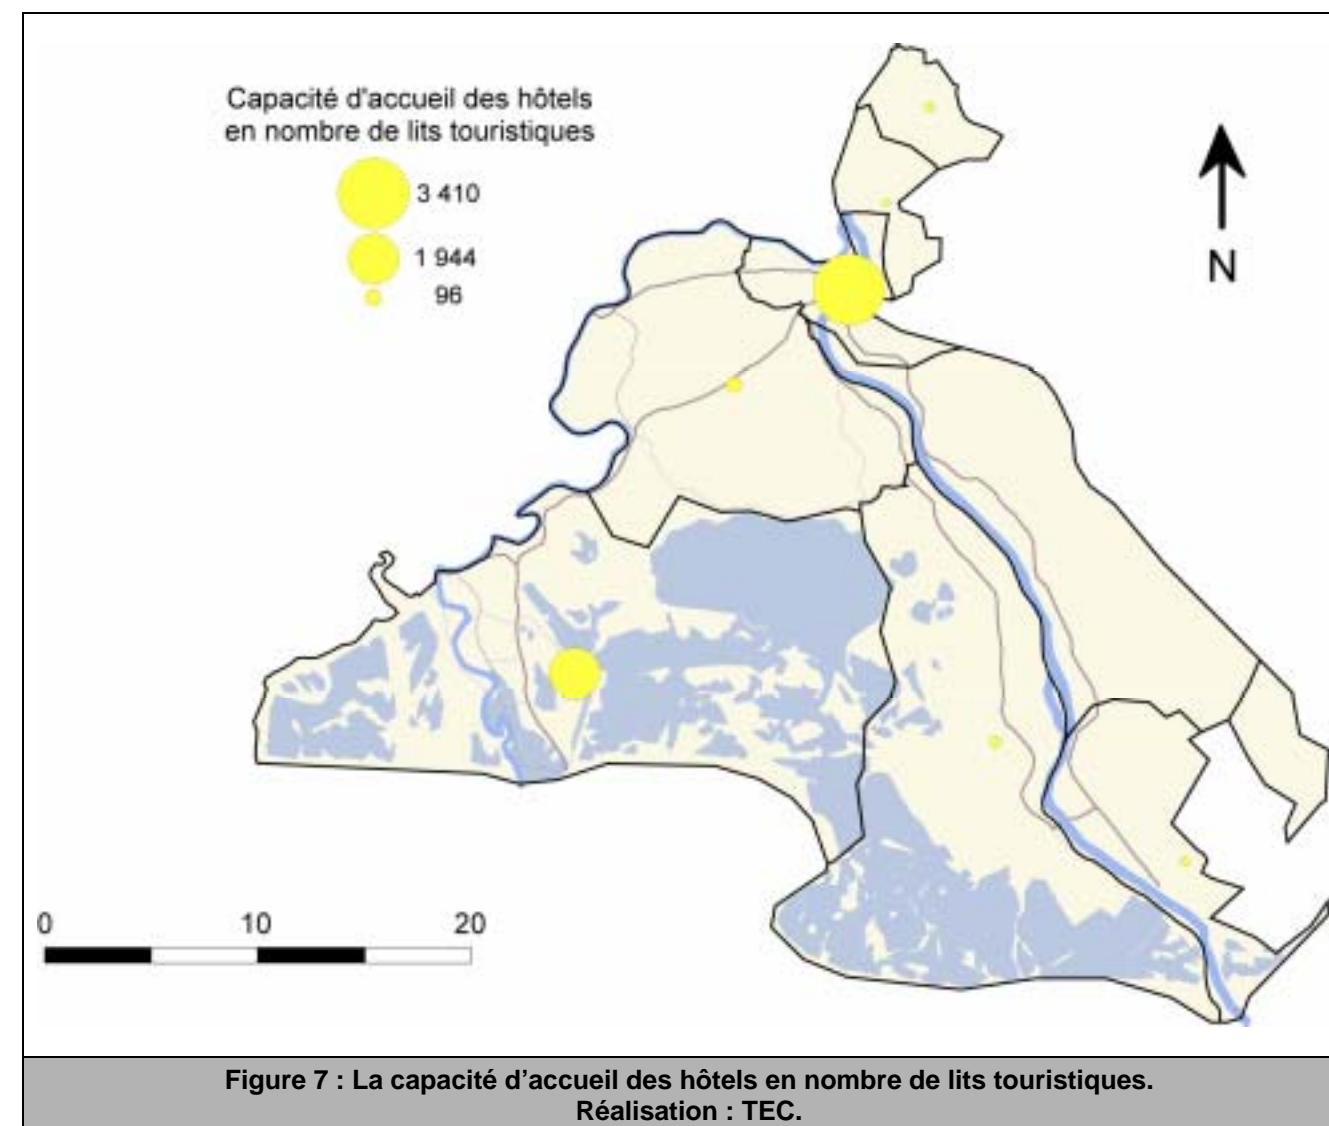 Capacité d'accueil des hôtels
en nombre de lits touristiques
3 410
1 944
96
N
0 10 20
Figure 7 : La capacité d’accueil des hôtels en nombre de lits touristiques.
Réalisation : TEC.